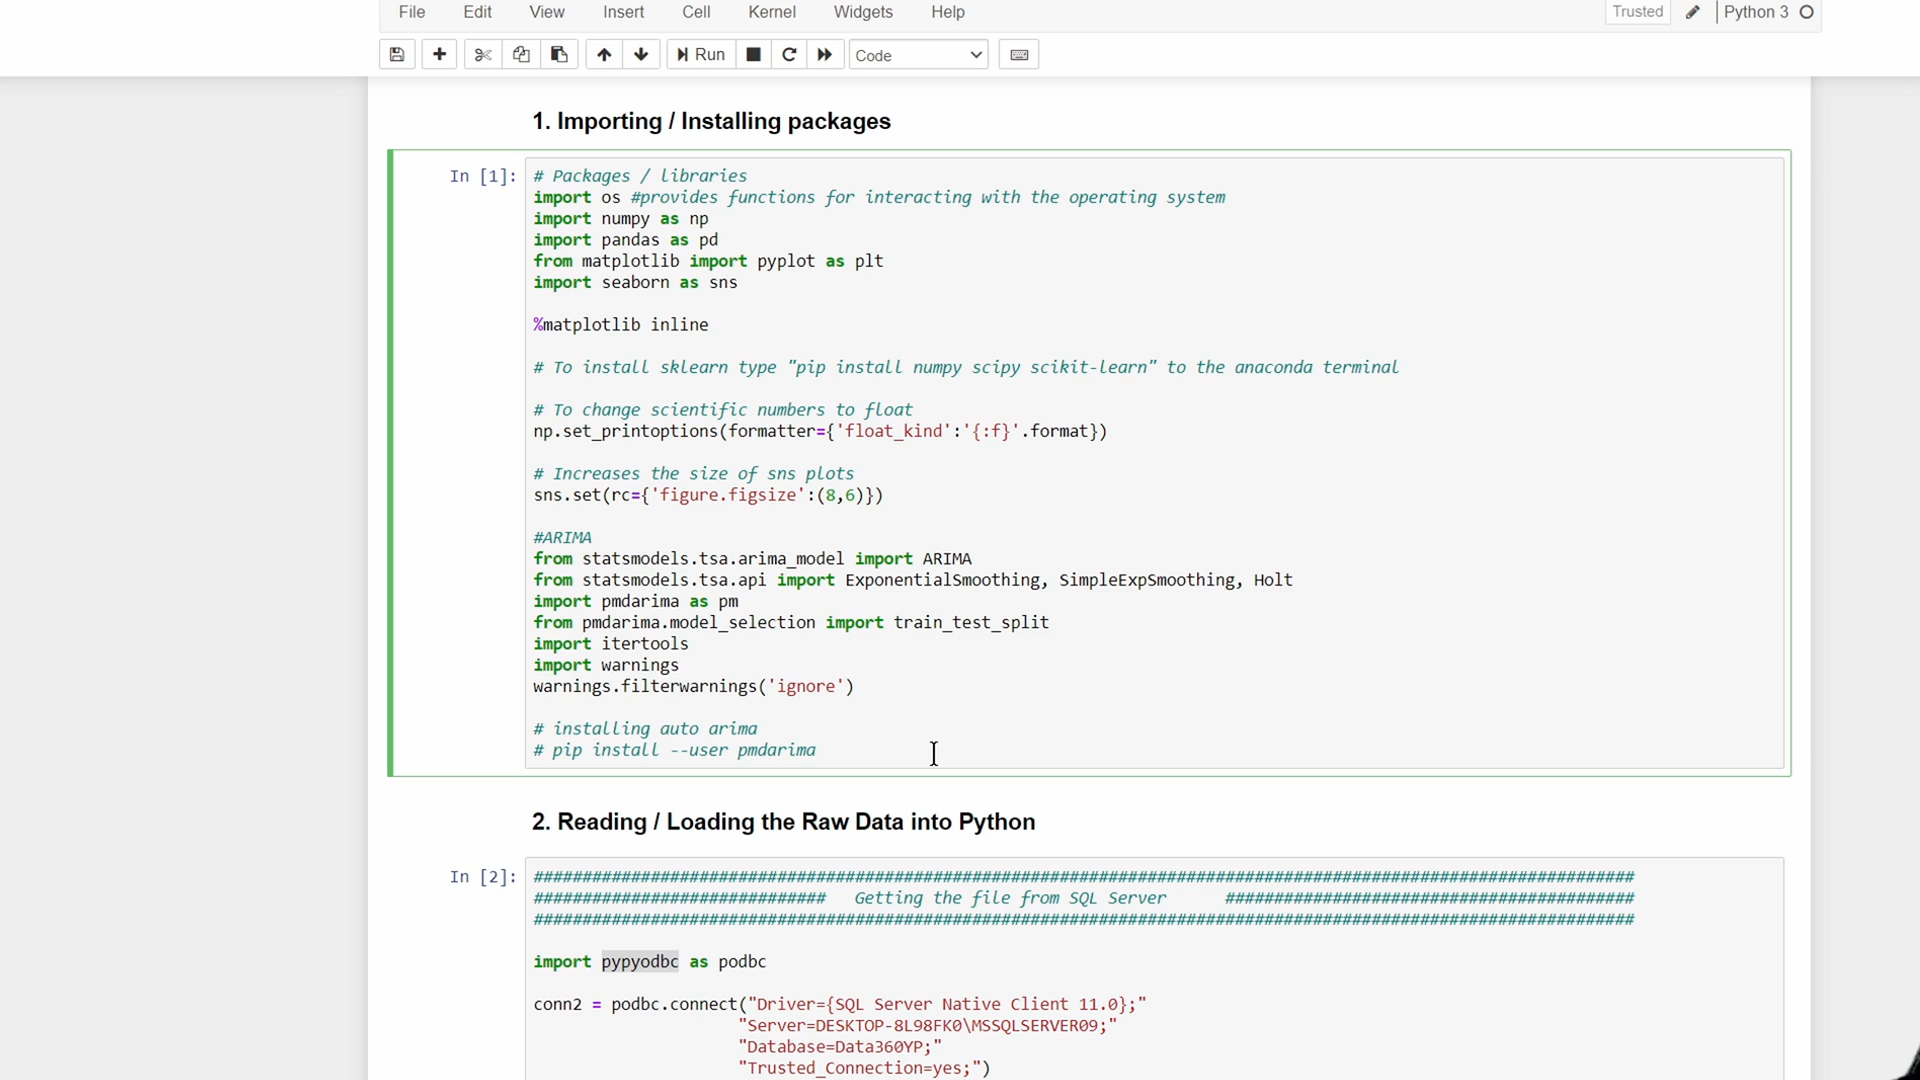 File Edit View Insert Cell Kernel Widgets Help Trusted Python 3
Run Code
1. Importing / Installing packages
In [1]: # Packages / libraries
import os #provides functions for interacting with the operating system
import numpy as np
import pandas as pd
from matplotlib import pyplot as plt
import seaborn as sns
%matplotlib inline
# To install sklearn type "pip install numpy scipy scikit-learn" to the anaconda terminal
# To change scientific numbers to float
np.set_printoptions(formatter={'float_kind':'{:f}'.format})
# Increases the size of sns plots
sns.set(rc={'figure.figsize':(8,6)})
#ARIMA
from statsmodels.tsa.arima_model import ARIMA
from statsmodels.tsa.api import ExponentialSmoothing, SimpleExpSmoothing, Holt
import pmdarima as pm
from pmdarima.model_selection import train_test_split
import itertools
import warnings
warnings.filterwarnings('ignore')
# installing auto arima
# pip install --user pmdarima
2. Reading / Loading the Raw Data into Python
In [2]: #################################################################################################################
############################## Getting the file from SQL Server ##########################################
#################################################################################################################
import pypyodbc as podbc
conn2 = podbc.connect("Driver={SQL Server Native Client 11.0};"
"Server=DESKTOP-8L98FK0\MSSQLSERVER09;"
"Database=Data360YP;"
"Trusted_Connection=yes;")